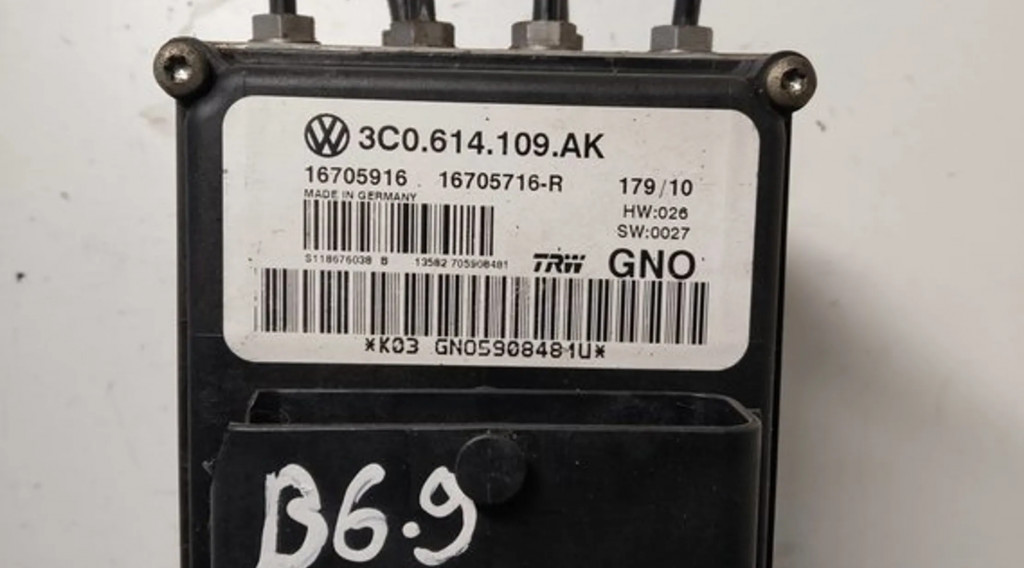 3C0.614.109.AK
16705916 16705716-R 179/10
MADE IN GERMANY
HW:026
SW:0027
S118676038 B 13582 705908481
TRW GNO
*K03 GNO5908481U*
B6.9